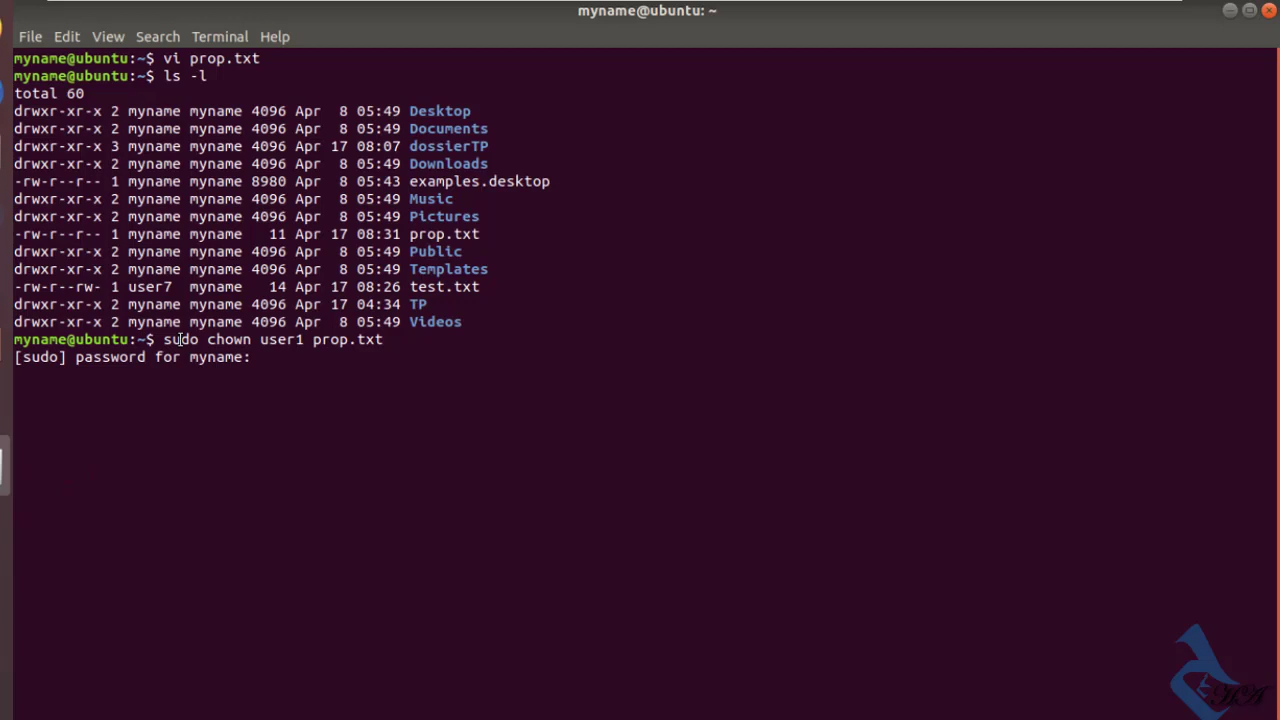 myname@ubuntu: ~
File Edit View Search Terminal Help
myname@ubuntu:~$ vi prop.txt
myname@ubuntu:~$ ls -l
total 60
drwxr-xr-x 2 myname myname 4096 Apr  8 05:49 Desktop
drwxr-xr-x 2 myname myname 4096 Apr  8 05:49 Documents
drwxr-xr-x 3 myname myname 4096 Apr 17 08:07 dossierTP
drwxr-xr-x 2 myname myname 4096 Apr  8 05:49 Downloads
-rw-r--r-- 1 myname myname 8980 Apr  8 05:43 examples.desktop
drwxr-xr-x 2 myname myname 4096 Apr  8 05:49 Music
drwxr-xr-x 2 myname myname 4096 Apr  8 05:49 Pictures
-rw-r--r-- 1 myname myname   11 Apr 17 08:31 prop.txt
drwxr-xr-x 2 myname myname 4096 Apr  8 05:49 Public
drwxr-xr-x 2 myname myname 4096 Apr  8 05:49 Templates
-rw-r--rw- 1 user7  myname   14 Apr 17 08:26 test.txt
drwxr-xr-x 2 myname myname 4096 Apr 17 04:34 TP
drwxr-xr-x 2 myname myname 4096 Apr  8 05:49 Videos
myname@ubuntu:~$ sudo chown user1 prop.txt
[sudo] password for myname: